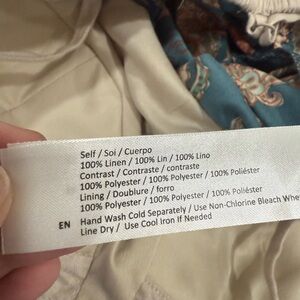 Self / Soi / Cuerpo
100% Linen / 100% Lin / 100% Lino
Contrast / Contraste / contraste
100% Polyester / 100% Polyester / 100% Poliéster
Lining / Doublure / forro
100% Polyester / 100% Polyester / 100% Poliéster
EN Hand Wash Cold Separately / Use Non-Chlorine Bleach Whe
Line Dry / Use Cool Iron if Needed